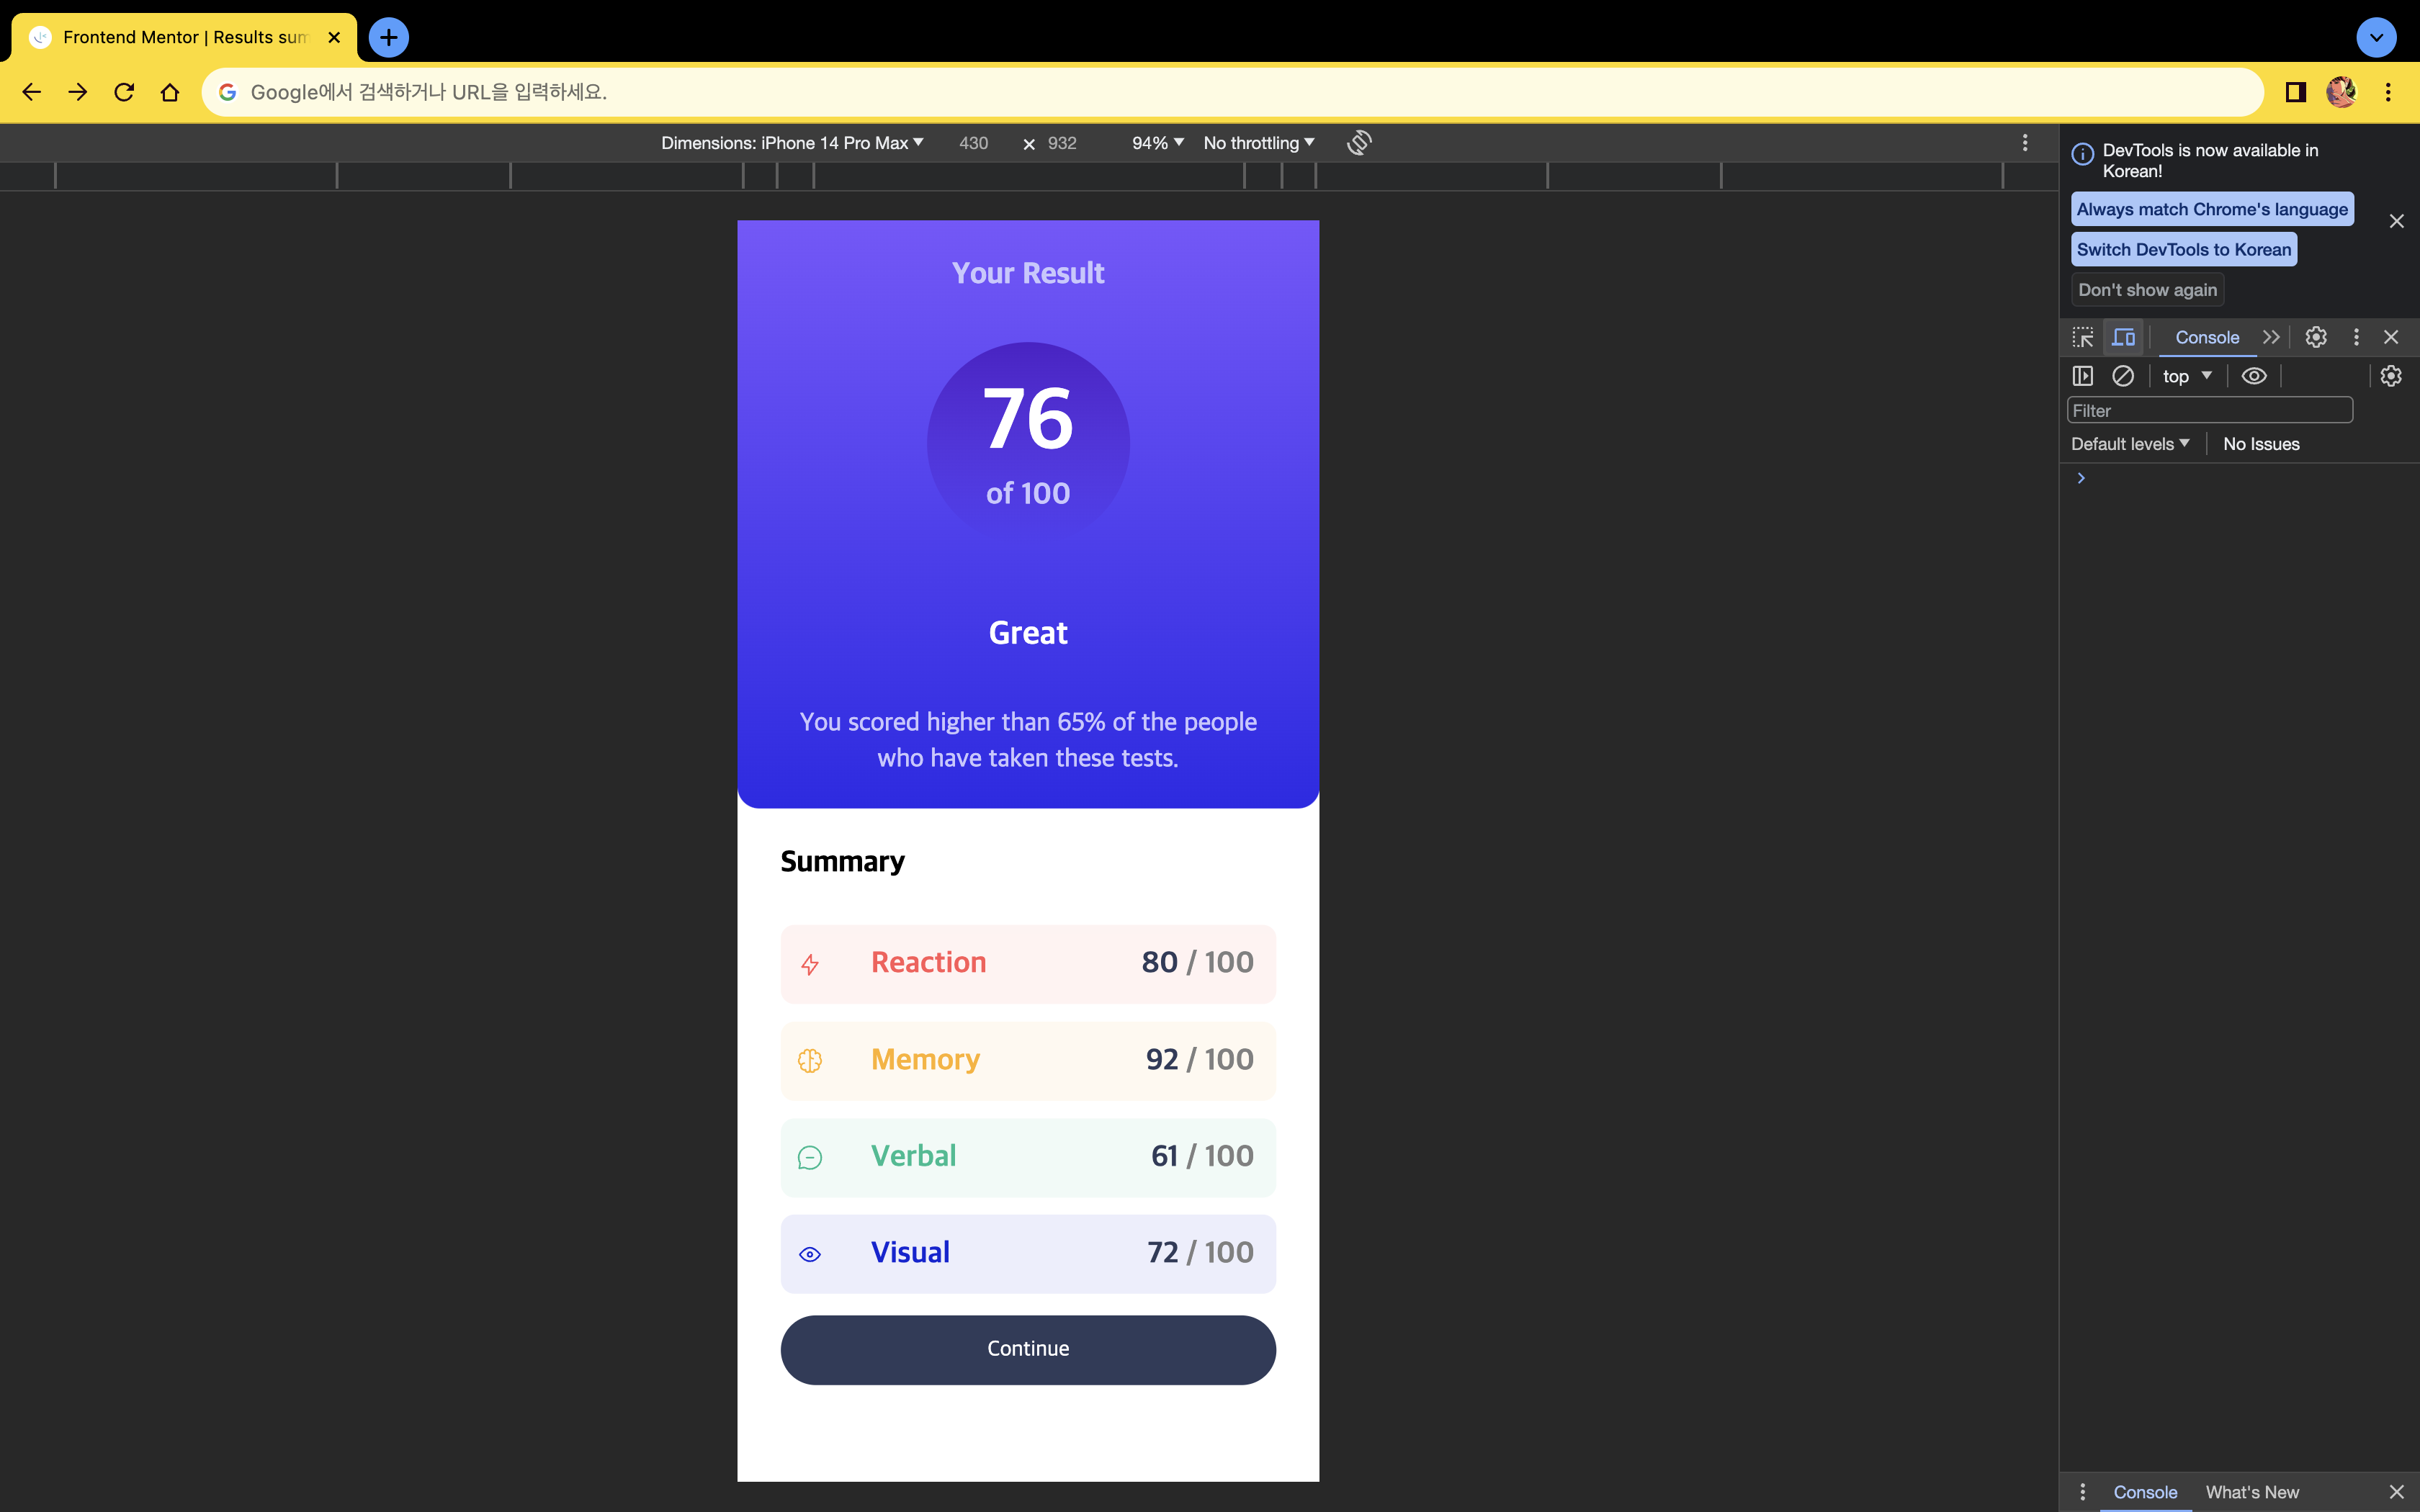 Frontend Mentor | Results sum
Google에서 검색하거나 URL을 입력하세요.
Dimensions: iPhone 14 Pro Max 430 × 932 94% No throttling
Your Result
76
of 100
Great
You scored higher than 65% of the people
who have taken these tests.
Summary
Reaction 80 / 100
Memory 92 / 100
Verbal 61 / 100
Visual 72 / 100
Continue
DevTools is now available in
Korean!
Always match Chrome's language
Switch DevTools to Korean
Don't show again
Console
top
Filter
Default levels No Issues
Console What's New